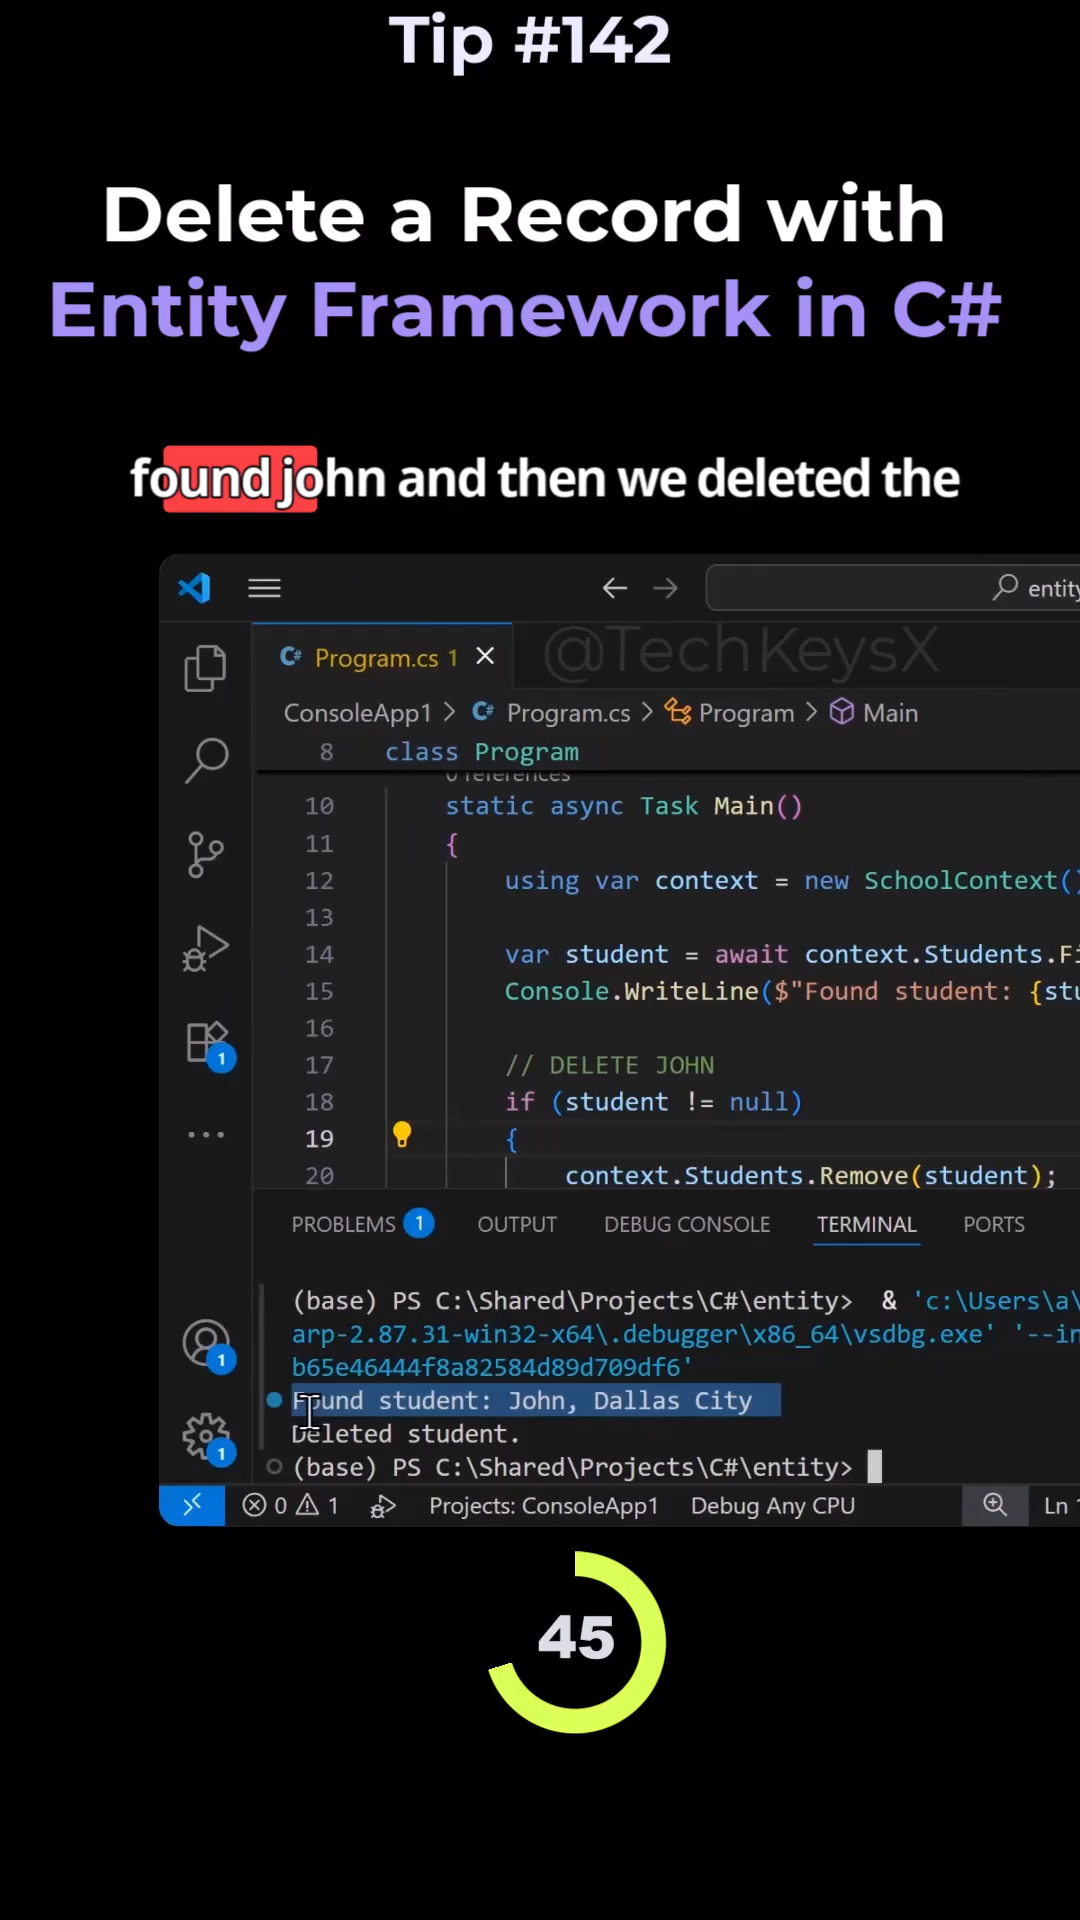 Tip #142
Delete a Record with
Entity Framework in C#
found john and then we deleted the
entity
@TechKeysX
C# Program.cs 1
ConsoleApp1 > C# Program.cs > Program > Main
8 class Program
0 references
10 static async Task Main()
11 {
12 using var context = new SchoolContext()
13
14 var student = await context.Students.Fi
15 Console.WriteLine($"Found student: {stu
16
17 // DELETE JOHN
18 if (student != null)
19 {
20 context.Students.Remove(student);
1
1
1
PROBLEMS 1 OUTPUT DEBUG CONSOLE TERMINAL PORTS
(base) PS C:\Shared\Projects\C#\entity> & 'c:\Users\a\
arp-2.87.31-win32-x64\.debugger\x86_64\vsdbg.exe' '--in
b65e46444f8a82584d89d709df6'
Found student: John, Dallas City
Deleted student.
(base) PS C:\Shared\Projects\C#\entity>
0 1 Projects: ConsoleApp1 Debug Any CPU Ln
45